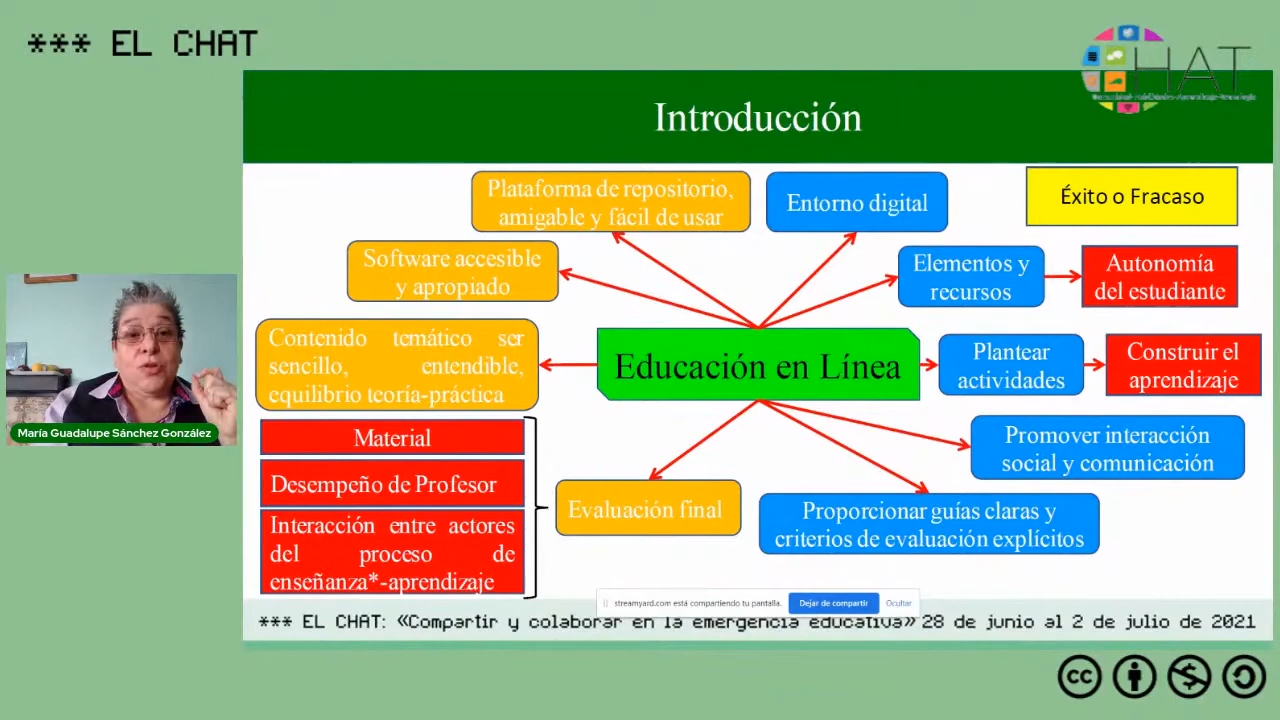 *** EL CHAT
HAT
Introducción
Plataforma de repositorio,
amigable y fácil de usar
Entorno digital
Éxito o Fracaso
Software accesible
y apropiado
Elementos y
recursos
Autonomía
del estudiante
Contenido temático ser
sencillo, entendible,
equilibrio teoría-práctica
Educación en Línea
Plantear
actividades
Construir el
aprendizaje
Material
Desempeño de Profesor
Interacción entre actores
del proceso de
enseñanza*-aprendizaje
Evaluación final
Promover interacción
social y comunicación
Proporcionar guías claras y
criterios de evaluación explícitos
María Guadalupe Sánchez González
streamyard.com está compartiendo tu pantalla.
Dejar de compartir
Ocultar
*** EL CHAT: «Compartir y colaborar en la emergencia educativa» 28 de junio al 2 de julio de 2021
cc